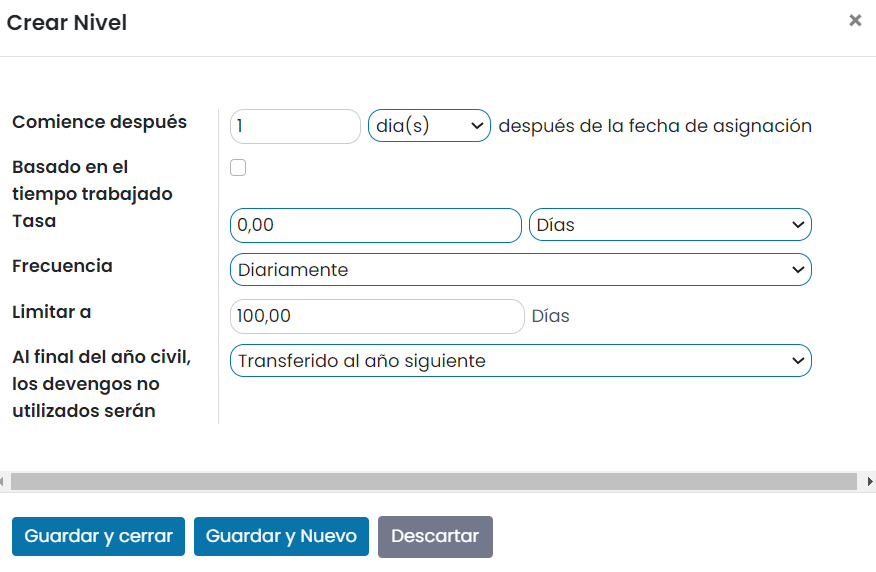 Crear Nivel
Comience después
1 dia(s) después de la fecha de asignación
Basado en el
tiempo trabajado
Tasa
0,00 Días
Frecuencia
Diariamente
Limitar a
100,00 Días
Al final del año civil,
los devengos no
utilizados serán
Transferido al año siguiente
Guardar y cerrar Guardar y Nuevo Descartar